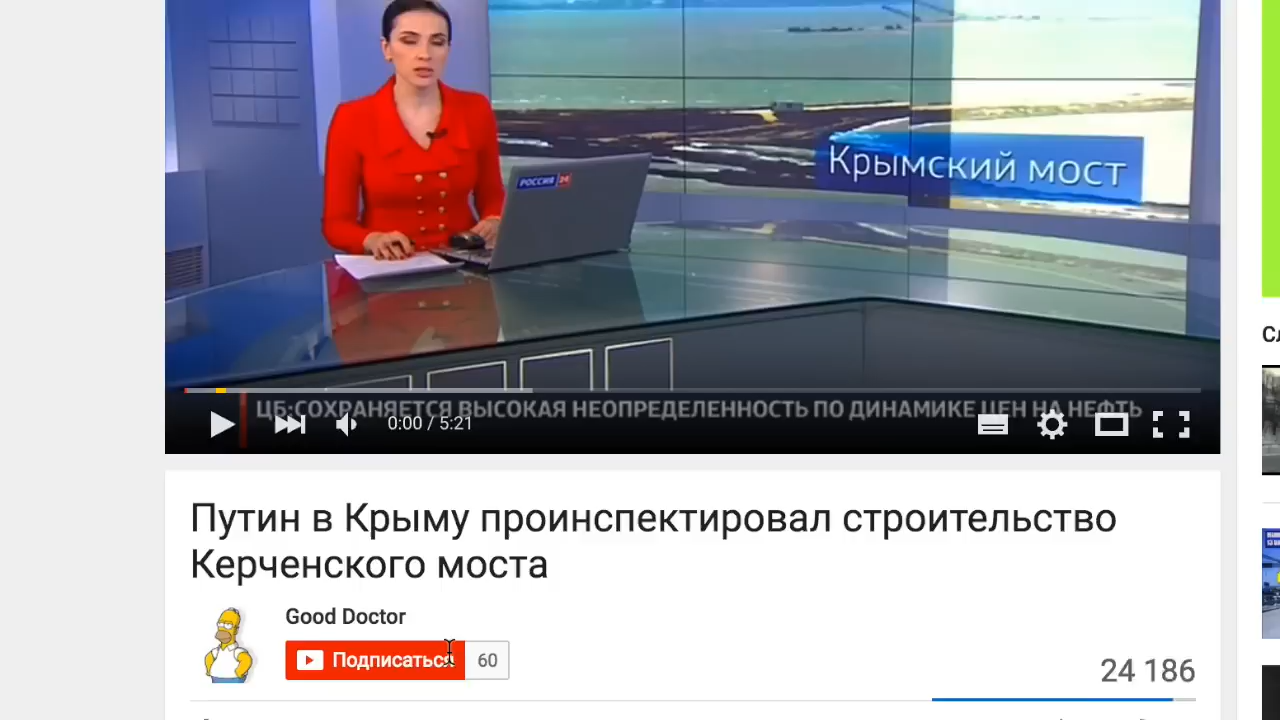 Крымский мост
РОССИЯ 24
ЦБ:СОХРАНЯЕТСЯ ВЫСОКАЯ НЕОПРЕДЕЛЕННОСТЬ ПО ДИНАМИКЕ ЦЕН НА НЕФТЬ
0:00 / 5:21
Путин в Крыму проинспектировал строительство
Керченского моста
Good Doctor
Подписаться 60
24 186